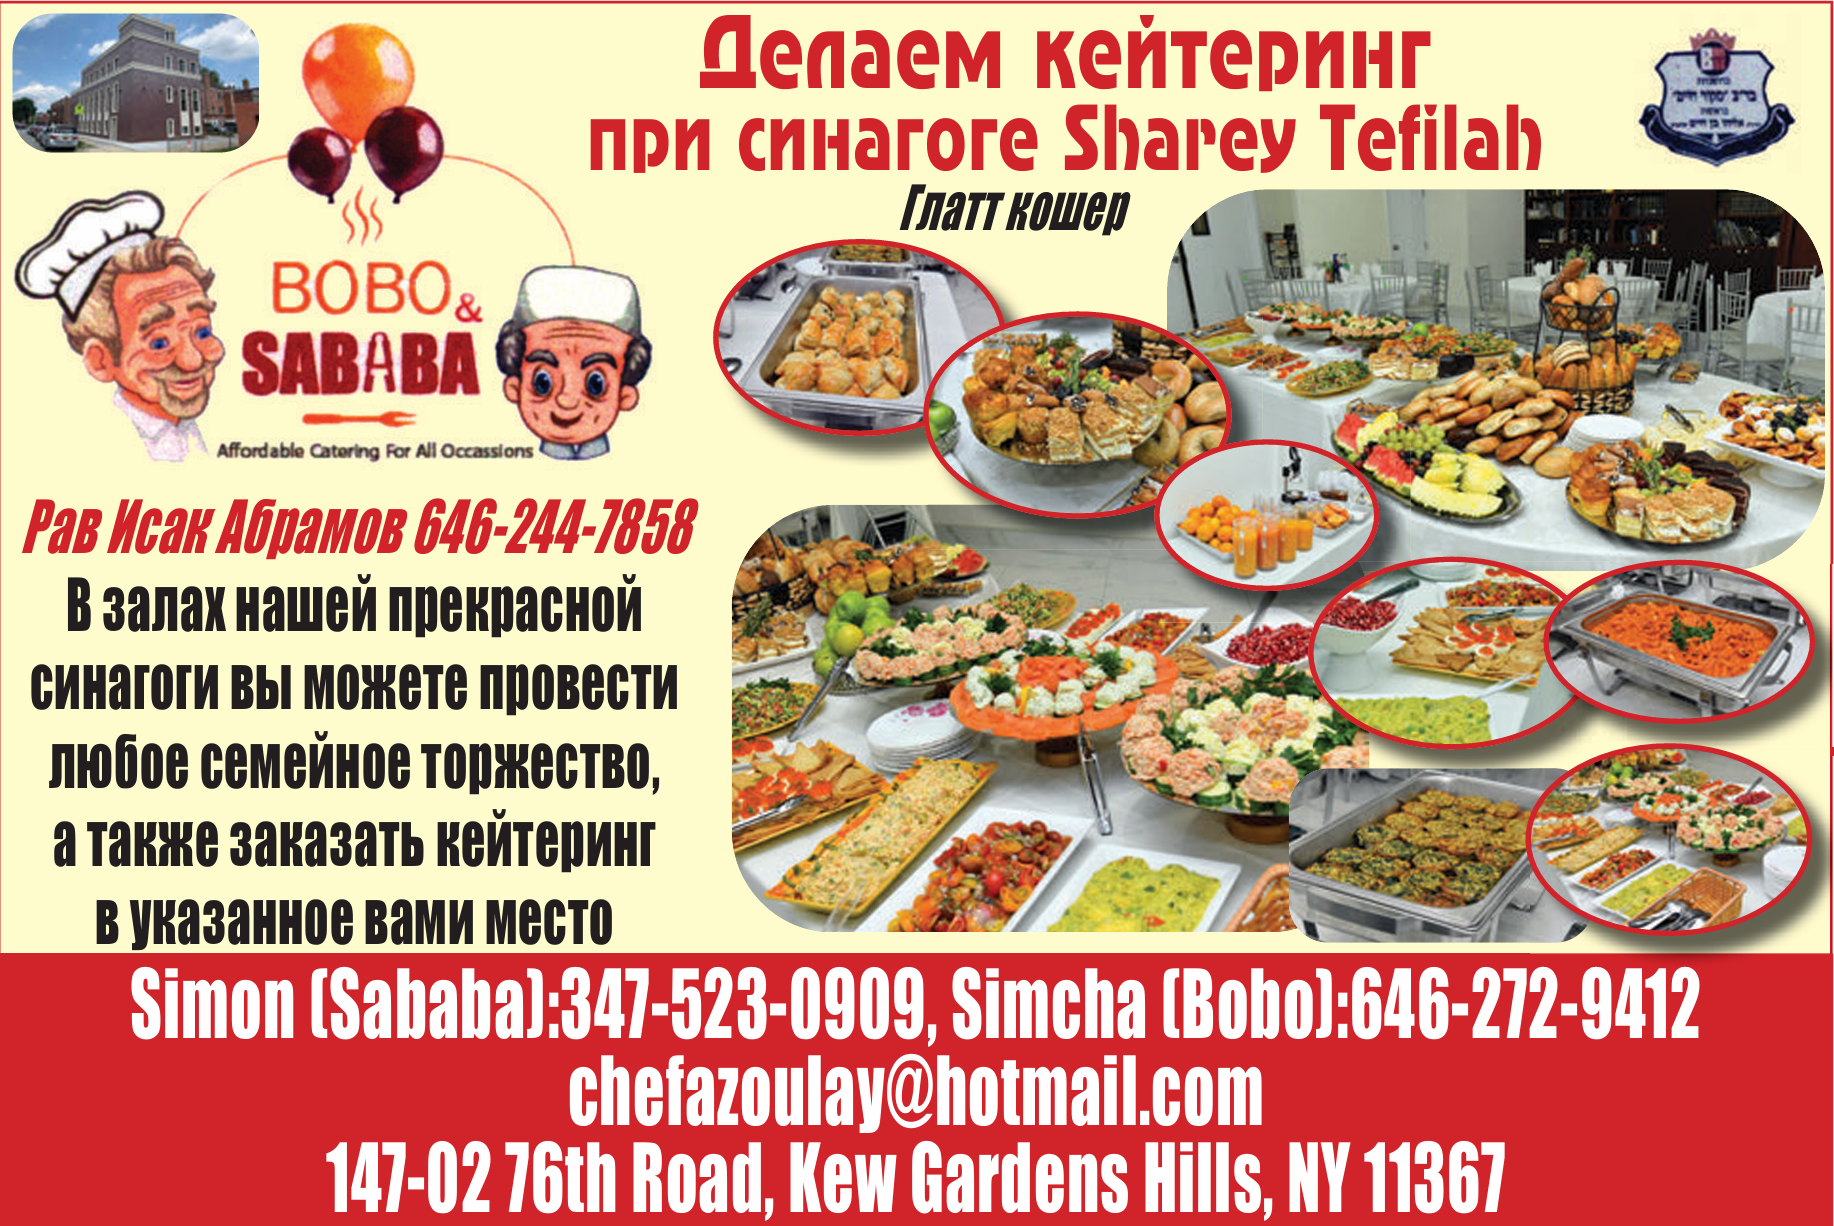 Делаем кейтеринг
при синагоге Sharey Tefilah
Глатт кошер
BOBO &
SABABA
Affordable Catering For All Occassions
Рав Исак Абрамов 646-244-7858
В залах нашей прекрасной
синагоги вы можете провести
любое семейное торжество,
а также заказать кейтеринг
в указанное вами место
Simon (Sababa):347-523-0909, Simcha (Bobo):646-272-9412
chefazoulay@hotmail.com
147-02 76th Road, Kew Gardens Hills, NY 11367